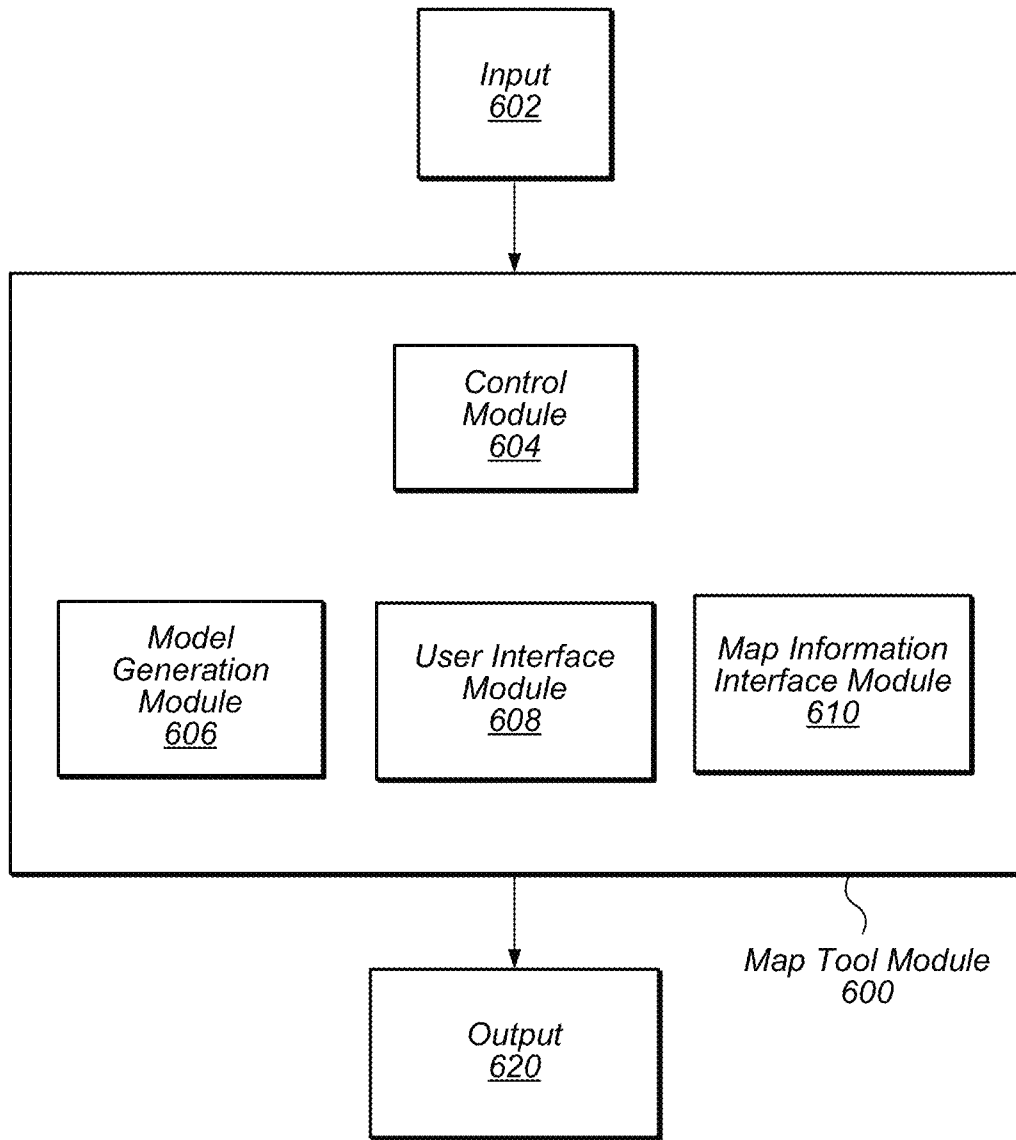 Input
602
Control
Module
604
Model
Generation
Module
606
User Interface
Module
608
Map Information
Interface Module
610
Map Tool Module
600
Output
620